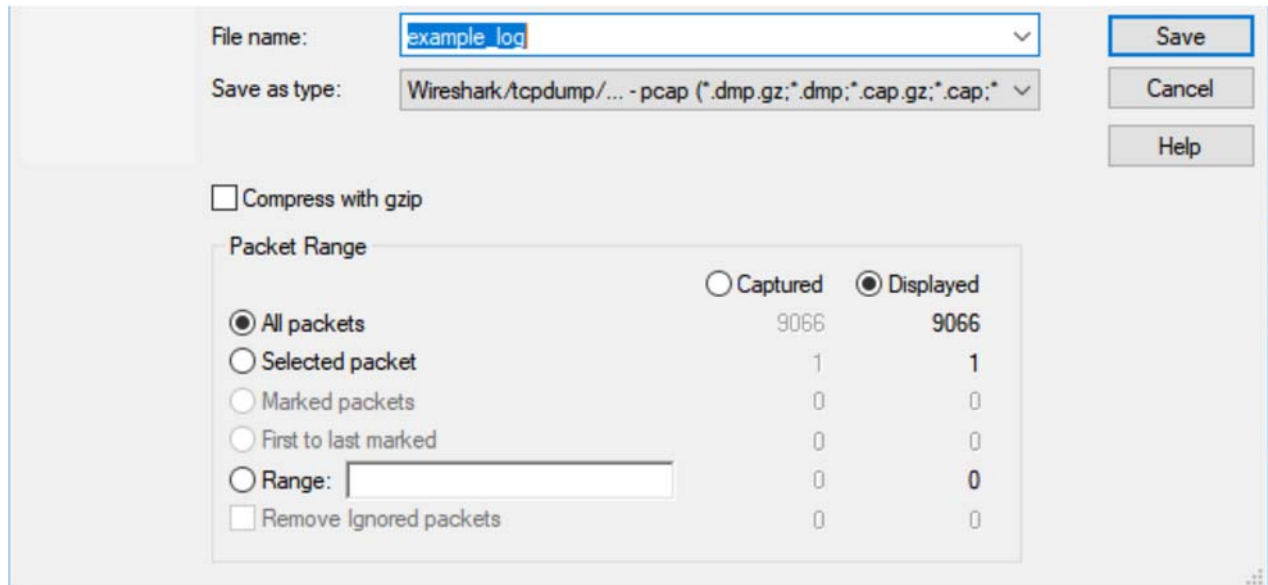 File name: example_log Save
Save as type: Wireshark/tcpdump/... - pcap (*.dmp.gz;*.dmp;*.cap.gz;*.cap;* Cancel
Help
Compress with gzip
Packet Range
Captured Displayed
All packets 9066 9066
Selected packet 1 1
Marked packets 0 0
First to last marked 0 0
Range: 0 0
Remove Ignored packets 0 0